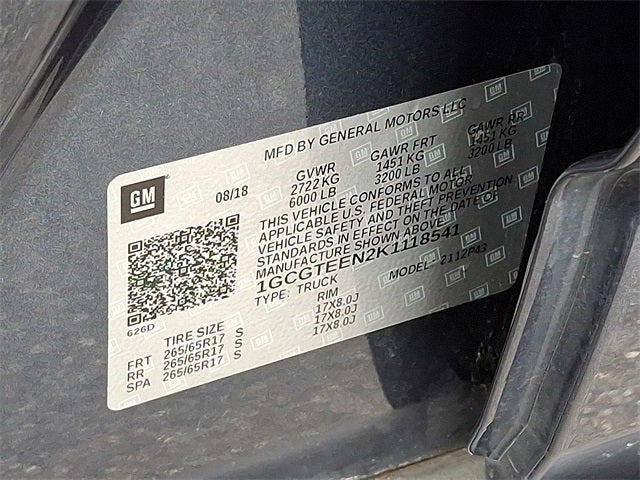 MFD BY GENERAL MOTORS LLC
GM
08/18
GVWR GAWR FRT GAWR RR
2722 KG 1451 KG 1451 KG
6000 LB 3200 LB 3200 LB
THIS VEHICLE CONFORMS TO ALL
APPLICABLE U.S. FEDERAL MOTOR
VEHICLE SAFETY AND THEFT PREVENTION
STANDARDS IN EFFECT ON THE DATE OF
MANUFACTURE SHOWN ABOVE
1GCGTEEN2K1118541
TYPE: TRUCK MODEL- 2112P43
626D
TIRE SIZE RIM
FRT 265/65R17 S 17X8.0J
RR 265/65R17 S 17X8.0J
SPA 265/65R17 S 17X8.0J